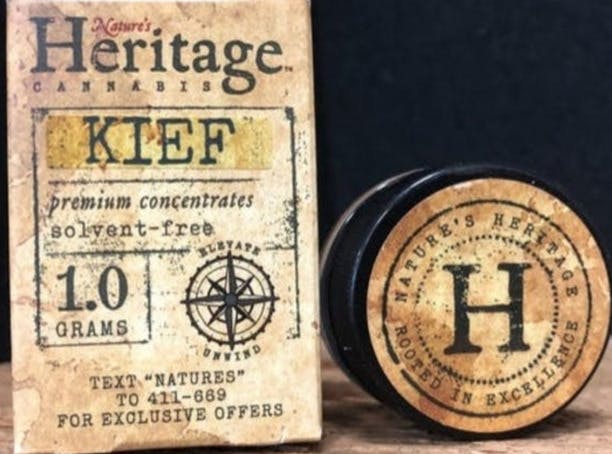 Nature's
Heritage™
CANNABIS
KIEF
premium concentrates
solvent-free
1.0
GRAMS
ELEVATE
UNWIND
TEXT “NATURES”
TO 411-669
FOR EXCLUSIVE OFFERS
NATURE'S HERITAGE
H
ROOTED IN EXCELLENCE